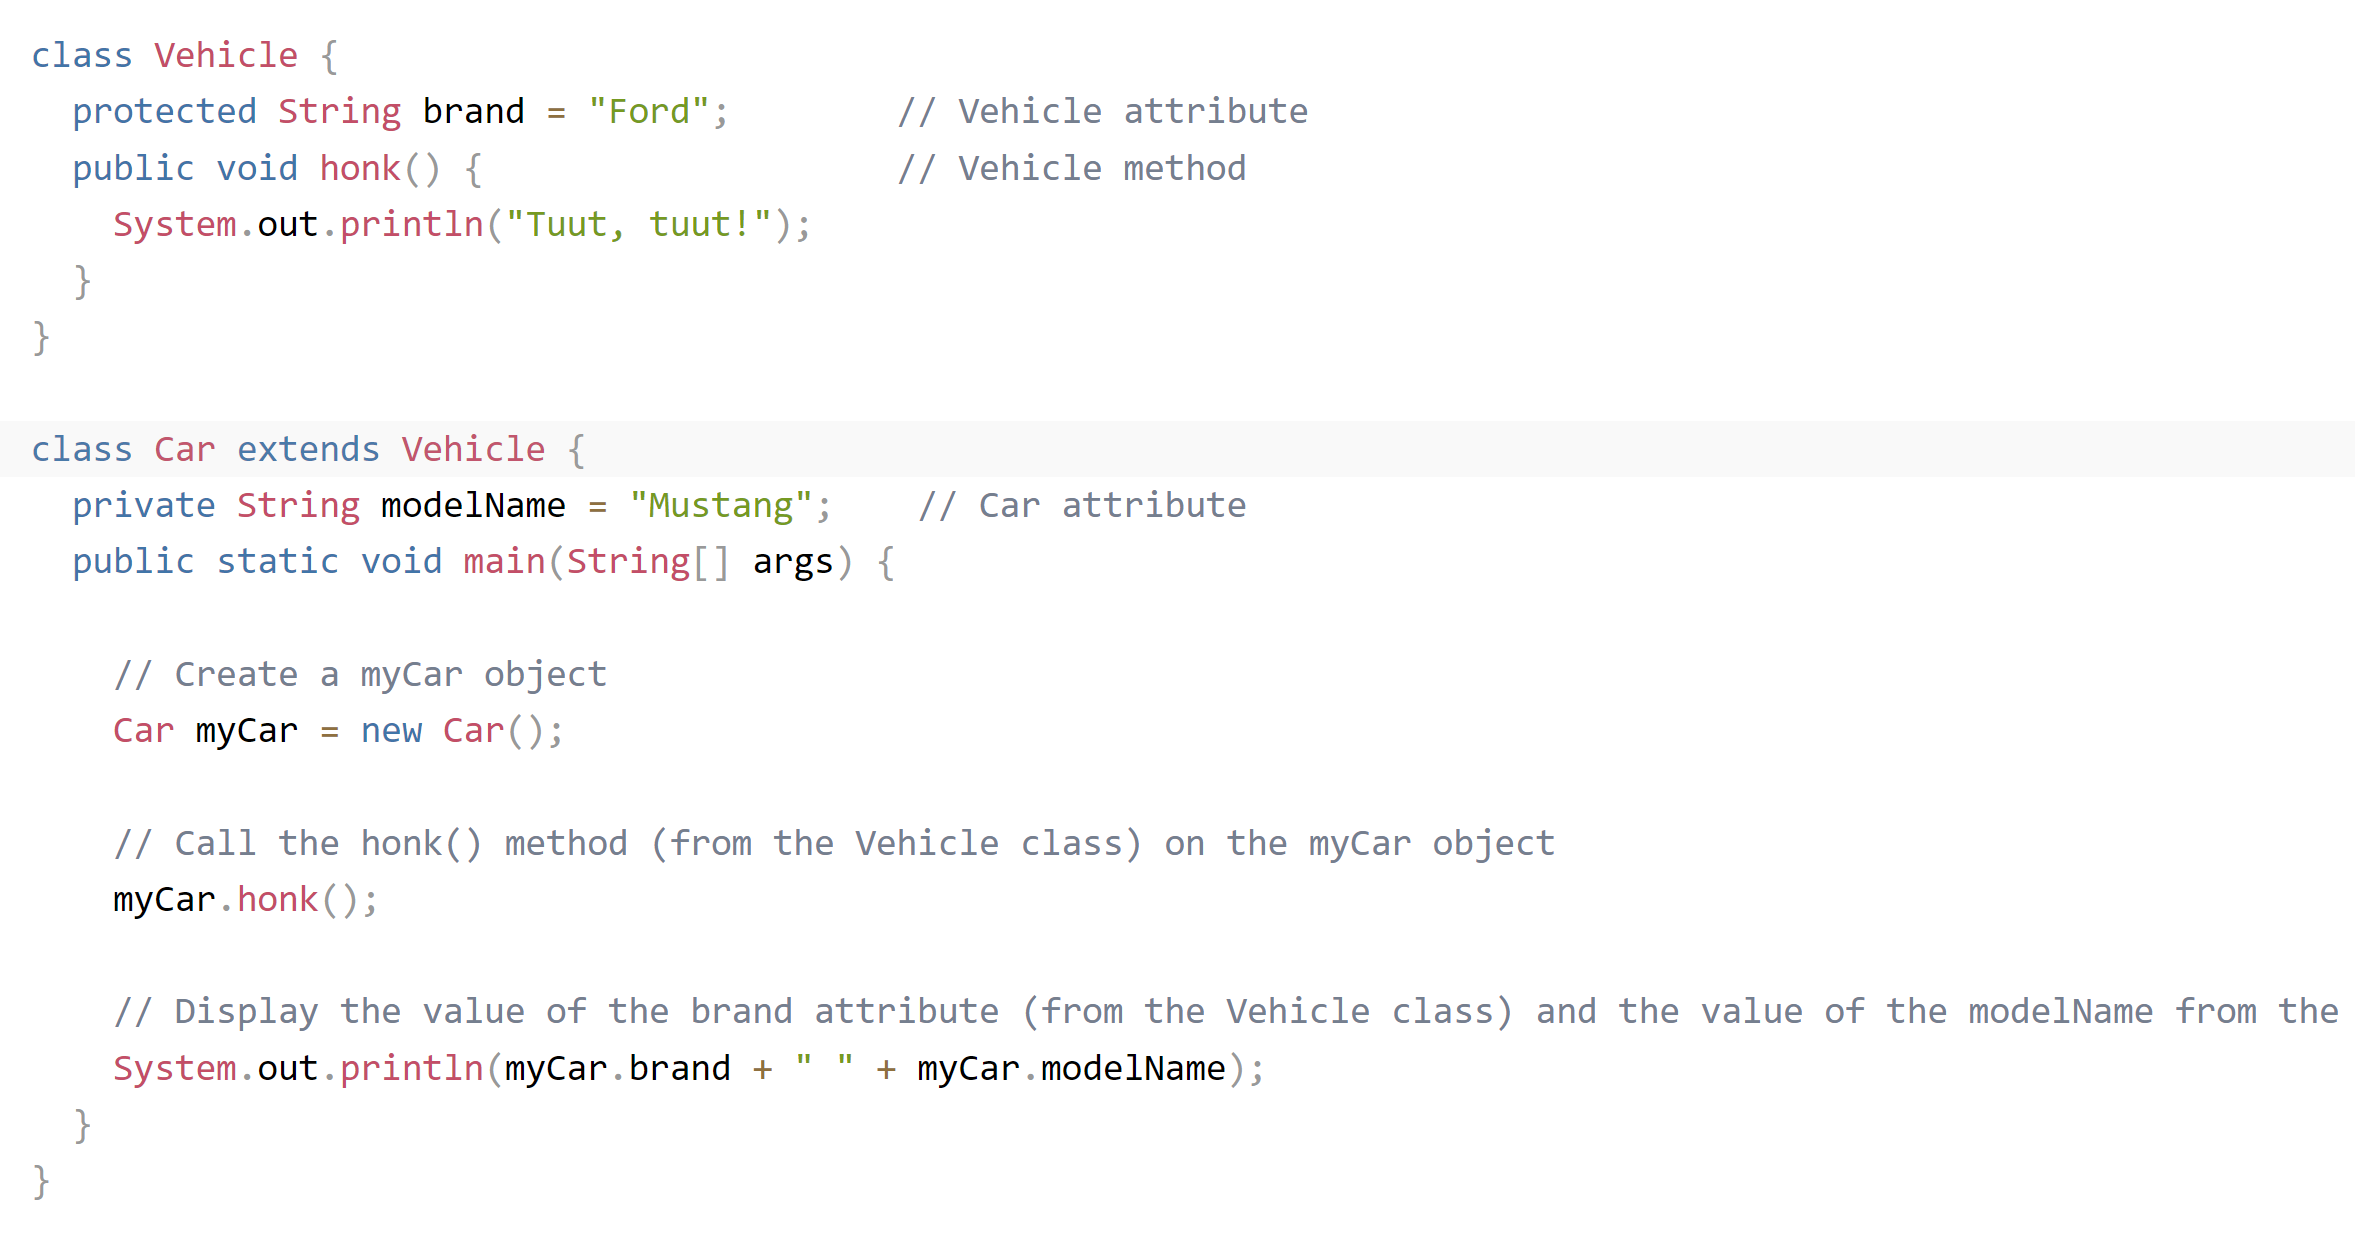 class Vehicle {
  protected String brand = "Ford";        // Vehicle attribute
  public void honk() {                    // Vehicle method
    System.out.println("Tuut, tuut!");
  }
}

class Car extends Vehicle {
  private String modelName = "Mustang";    // Car attribute
  public static void main(String[] args) {

    // Create a myCar object
    Car myCar = new Car();

    // Call the honk() method (from the Vehicle class) on the myCar object
    myCar.honk();

    // Display the value of the brand attribute (from the Vehicle class) and the value of the modelName from the
    System.out.println(myCar.brand + " " + myCar.modelName);
  }
}